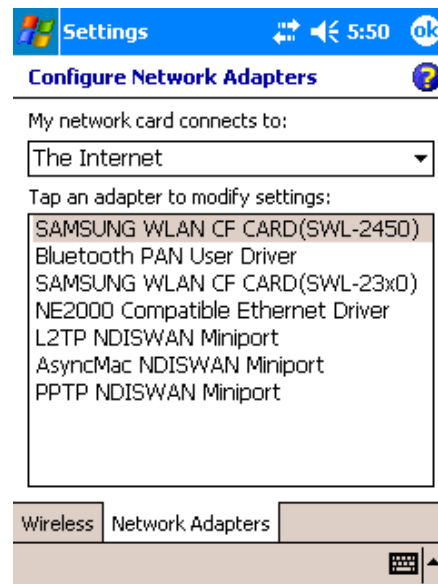 Settings 5:50 ok
Configure Network Adapters ?
My network card connects to:
The Internet
Tap an adapter to modify settings:
SAMSUNG WLAN CF CARD(SWL-2450)
Bluetooth PAN User Driver
SAMSUNG WLAN CF CARD(SWL-23x0)
NE2000 Compatible Ethernet Driver
L2TP NDISWAN Miniport
AsyncMac NDISWAN Miniport
PPTP NDISWAN Miniport
Wireless Network Adapters